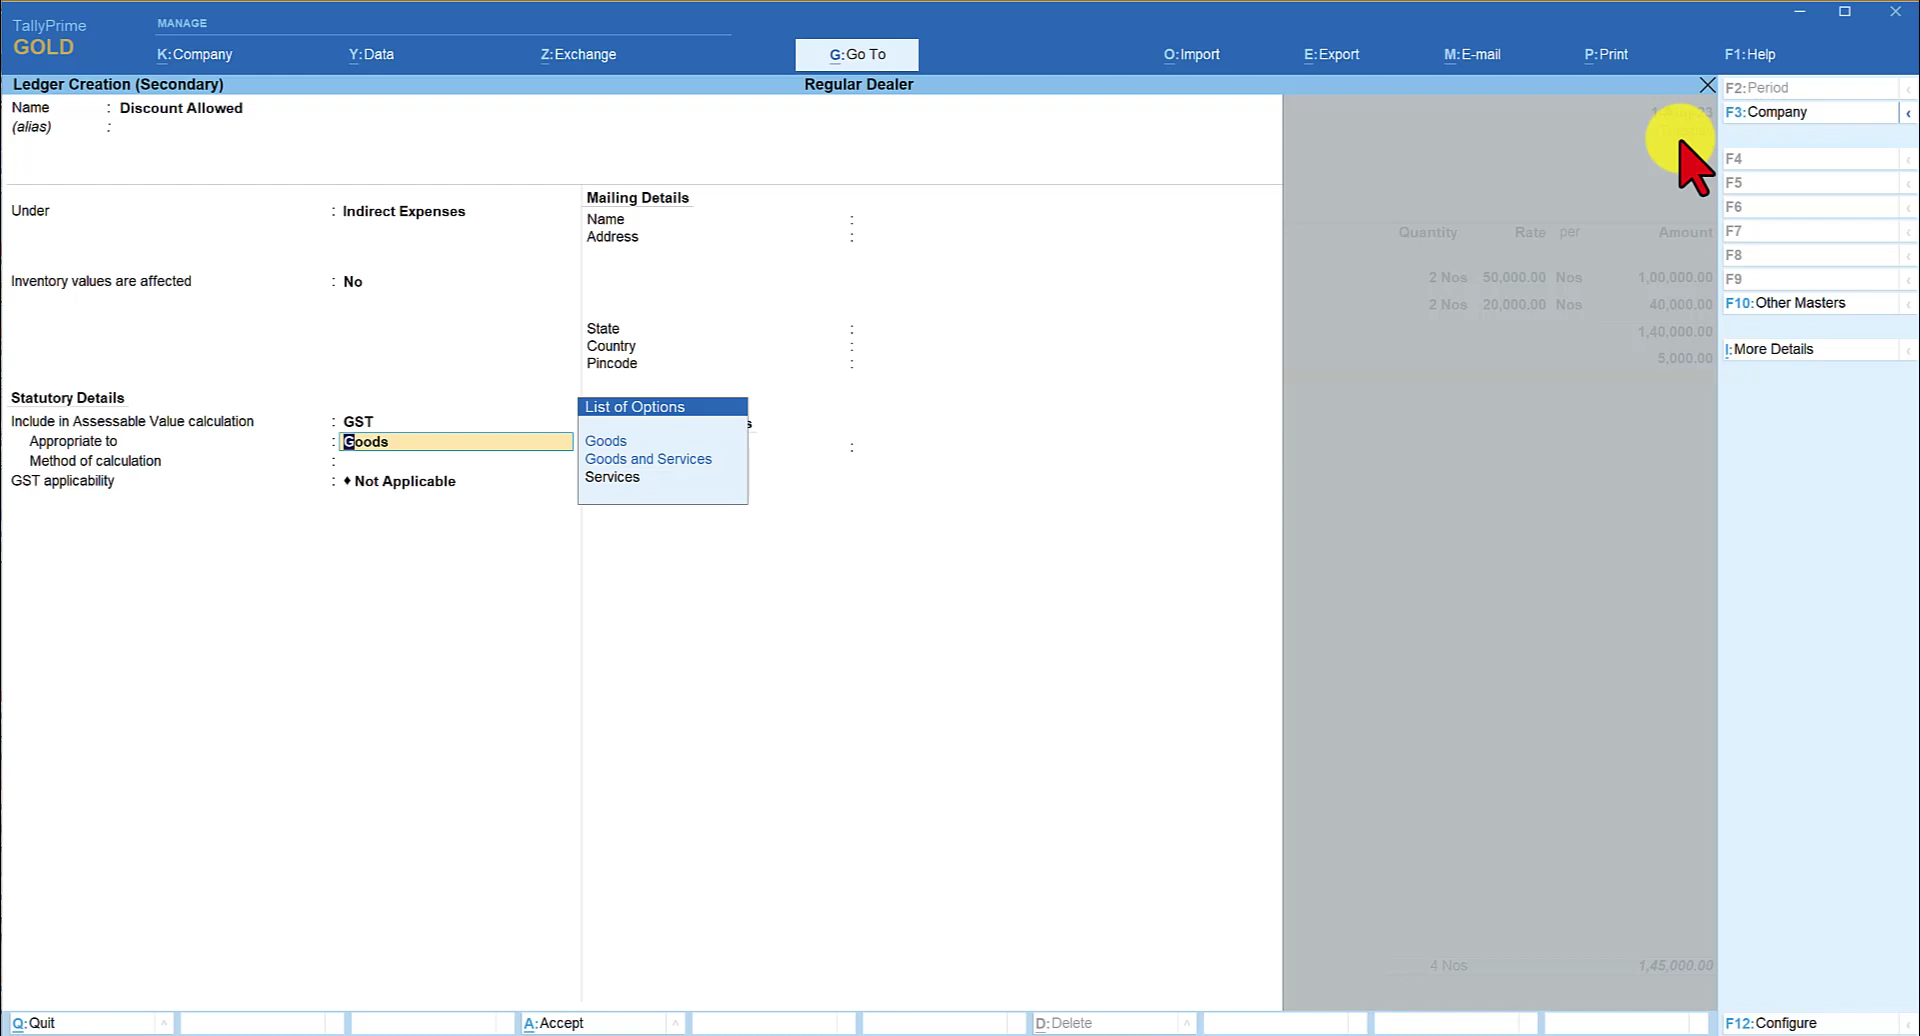 TallyPrime
GOLD
MANAGE
K:Company
Y:Data
Z:Exchange
G:Go To
O:Import
E:Export
M:E-mail
P:Print
F1:Help
Ledger Creation (Secondary)
Regular Dealer
Name : Discount Allowed
(alias) :
Under : Indirect Expenses
Inventory values are affected : No
Statutory Details
Include in Assessable Value calculation : GST
Appropriate to : Goods
Method of calculation :
GST applicability : ♦ Not Applicable
Mailing Details
Name :
Address :
State :
Country :
Pincode :
List of Options
Goods
Goods and Services
Services
s
:
Quantity Rate per Amount
2 Nos 50,000.00 Nos 1,00,000.00
2 Nos 20,000.00 Nos 40,000.00
1,40,000.00
5,000.00
4 Nos 1,45,000.00
F2:Period
F3:Company
F4
F5
F6
F7
F8
F9
F10:Other Masters
I:More Details
Q:Quit
A:Accept
D:Delete
F12:Configure